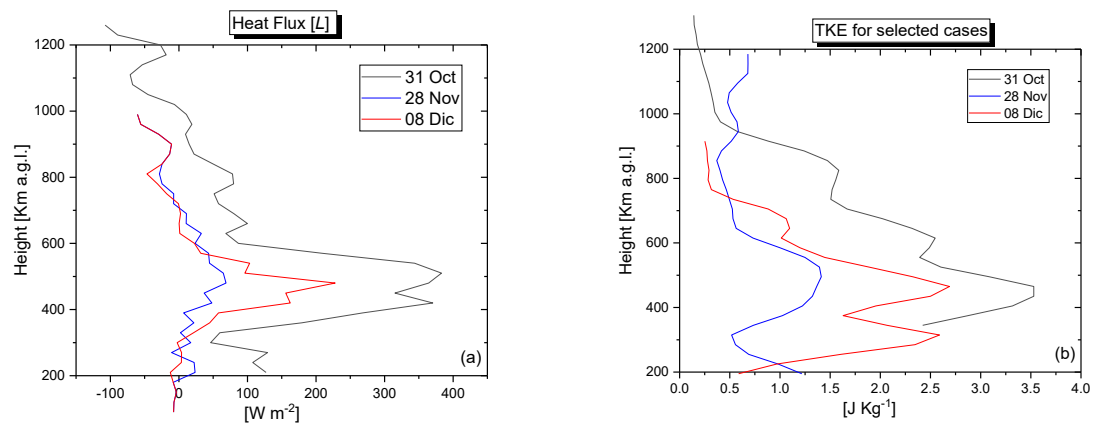 Heat Flux [L]
1200
1000
800
600
400
200
Height [Km a.g.l.]
31 Oct
28 Nov
08 Dic
(a)
-100 0 100 200 300 400
[W m-2]
TKE for selected cases
1200
1000
800
600
400
200
Height [Km a.g.l.]
31 Oct
28 Nov
08 Dic
(b)
0.0 0.5 1.0 1.5 2.0 2.5 3.0 3.5 4.0
[J Kg-1]